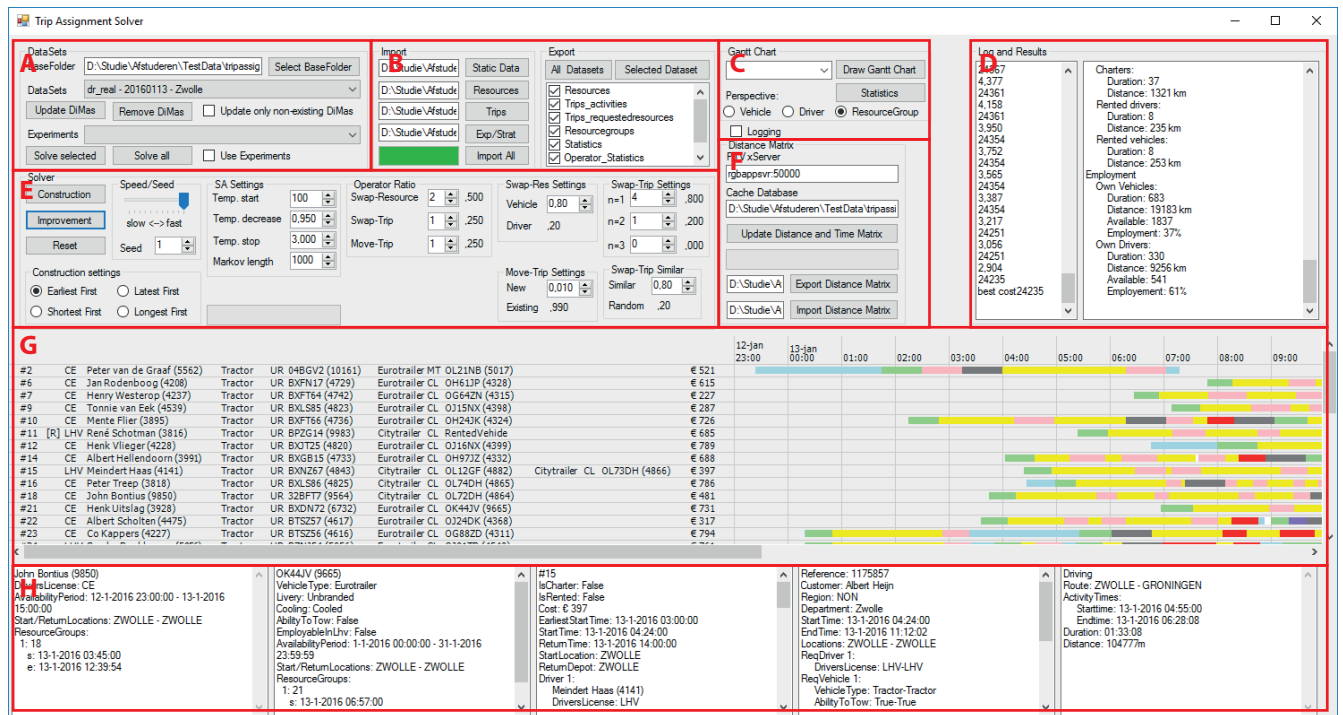 Trip Assignment Solver
A
DataSets
BaseFolder D:\Studie\Afstuderen\TestData\tripassig Select BaseFolder
DataSets dr_real - 20160113 - Zwolle
Update DiMas Remove DiMas Update only non-existing DiMas
Experiments
Solve selected Solve all Use Experiments
B
Import
D:\Studie\Afstude Static Data
D:\Studie\Afstude Resources
D:\Studie\Afstude Trips
D:\Studie\Afstude Exp/Strat
Import All
Export
All Datasets Selected Dataset
Resources
Trips_activities
Trips_requestedresources
Resourcegroups
Statistics
Operator_Statistics
C
Gantt Chart
Draw Gantt Chart
Perspective: Statistics
Vehicle Driver ResourceGroup
Logging
D
Log and Results
24367
4,377
24361
4,158
24361
3,950
24354
3,752
24354
3,565
24354
3,387
24354
3,217
24251
3,056
24251
2,904
24235
best cost24235
Charters:
Duration: 37
Distance: 1321 km
Rented drivers:
Duration: 8
Distance: 235 km
Rented vehicles:
Duration: 8
Distance: 253 km
Employment
Own Vehicles:
Duration: 683
Distance: 19183 km
Available: 1837
Employment: 37%
Own Drivers:
Duration: 330
Distance: 9256 km
Available: 541
Employement: 61%
E
Solver
Construction
Improvement
Reset
Speed/Seed
slow <--> fast
Seed 1
SA Settings
Temp. start 100
Temp. decrease 0,950
Temp. stop 3,000
Markov length 1000
Operator Ratio
Swap-Resource 2 ,500
Swap-Trip 1 ,250
Move-Trip 1 ,250
Swap-Res Settings
Vehicle 0,80
Driver ,20
Swap-Trip Settings
n=1 4 ,800
n=2 1 ,200
n=3 0 ,000
Construction settings
Earliest First Latest First
Shortest First Longest First
Move-Trip Settings
New 0,010
Existing ,990
Swap-Trip Similar
Similar 0,80
Random ,20
F
Distance Matrix
xServer
rgbappsvr:50000
Cache Database
D:\Studie\Afstuderen\TestData\tripassi
Update Distance and Time Matrix
D:\Studie\A Export Distance Matrix
D:\Studie\A Import Distance Matrix
G
12-jan 13-jan
23:00 00:00 01:00 02:00 03:00 04:00 05:00 06:00 07:00 08:00 09:00
#2 CE Peter van de Graaf (5562) Tractor UR 04BGV2 (10161) Eurotrailer MT OL21NB (5017) € 521
#6 CE Jan Rodenboog (4208) Tractor UR BXFN17 (4729) Eurotrailer CL OH61JP (4328) € 615
#7 CE Henry Westerop (4237) Tractor UR BXFT64 (4742) Eurotrailer CL OG64ZN (4315) € 227
#9 CE Tonnie van Eek (4539) Tractor UR BXLS85 (4823) Eurotrailer CL OJ15NX (4398) € 287
#10 CE Mente Flier (3895) Tractor UR BXFT66 (4736) Eurotrailer CL OH24JK (4324) € 726
#11 [R] LHV René Schotman (3816) Tractor UR BPZG14 (9983) Citytrailer CL RentedVehide € 685
#12 CE Henk Vlieger (4228) Tractor UR BXJT25 (4820) Eurotrailer CL OJ16NX (4399) € 789
#14 CE Albert Hellendoorn (3991) Tractor UR BXGB15 (4733) Eurotrailer CL OH97JZ (4332) € 688
#15 LHV Meindert Haas (4141) Tractor UR BXNZ67 (4843) Citytrailer CL OL12GF (4882) Citytrailer CL OL73DH (4866) € 397
#16 CE Peter Treep (3818) Tractor UR BXLS86 (4825) Citytrailer CL OL74DH (4865) € 786
#18 CE John Bontius (9850) Tractor UR 32BFT7 (9564) Citytrailer CL OL72DH (4864) € 481
#21 CE Henk Uitslag (3928) Tractor UR BXDN72 (6732) Citytrailer CL OK44JV (9665) € 731
#22 CE Albert Scholten (4475) Tractor UR BTSZ57 (4617) Eurotrailer CL OJ24DK (4368) € 317
#23 CE Co Kappers (4227) Tractor UR BTSZ56 (4616) Eurotrailer CL OG88ZD (4311) € 794
H
John Bontius (9850)
DriversLicense: CE
AvailabilityPeriod: 12-1-2016 23:00:00 - 13-1-2016
15:00:00
Start/ReturnLocations: ZWOLLE - ZWOLLE
ResourceGroups:
1: 18
s: 13-1-2016 03:45:00
e: 13-1-2016 12:39:54
OK44JV (9665)
VehicleType: Eurotrailer
Livery: Unbranded
Cooling: Cooled
AbilityToTow: False
EmployableInLhv: False
AvailabilityPeriod: 1-1-2016 00:00:00 - 31-1-2016
23:59:59
Start/ReturnLocations: ZWOLLE - ZWOLLE
ResourceGroups:
1: 21
s: 13-1-2016 06:57:00
#15
IsCharter: False
IsRented: False
Cost: € 397
EarliestStartTime: 13-1-2016 03:00:00
StartTime: 13-1-2016 04:24:00
ReturnTime: 13-1-2016 14:00:00
StartLocation: ZWOLLE
ReturnDepot: ZWOLLE
Driver 1:
Meindert Haas (4141)
DriversLicense: LHV
Reference: 1175857
Customer: Albert Heijn
Region: NON
Department: Zwolle
StartTime: 13-1-2016 04:24:00
EndTime: 13-1-2016 11:12:02
Locations: ZWOLLE - ZWOLLE
ReqDriver 1:
DriversLicense: LHV-LHV
ReqVehicle 1:
VehicleType: Tractor-Tractor
AbilityToTow: True-True
Driving
Route: ZWOLLE - GRONINGEN
ActivityTimes:
Starttime: 13-1-2016 04:55:00
Endtime: 13-1-2016 06:28:08
Duration: 01:33:08
Distance: 104777m